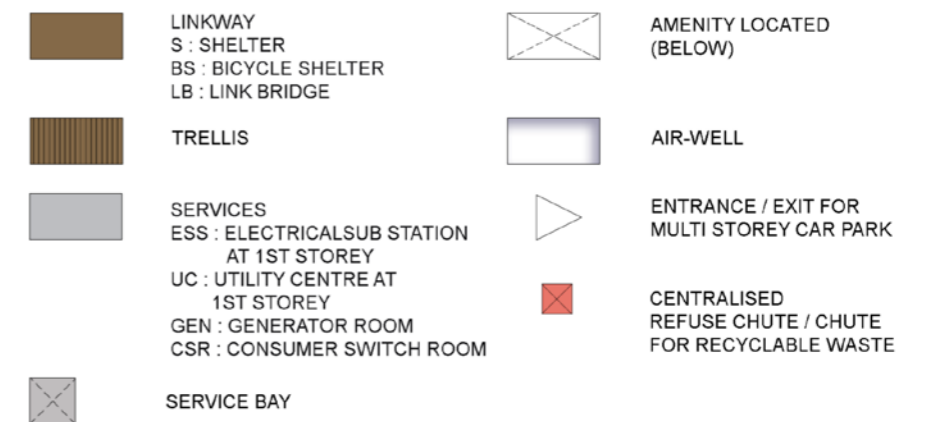 LINKWAY
S : SHELTER
BS : BICYCLE SHELTER
LB : LINK BRIDGE
TRELLIS
SERVICES
ESS : ELECTRICALSUB STATION
AT 1ST STOREY
UC : UTILITY CENTRE AT
1ST STOREY
GEN : GENERATOR ROOM
CSR : CONSUMER SWITCH ROOM
SERVICE BAY
AMENITY LOCATED
(BELOW)
AIR-WELL
ENTRANCE / EXIT FOR
MULTI STOREY CAR PARK
CENTRALISED
REFUSE CHUTE / CHUTE
FOR RECYCLABLE WASTE